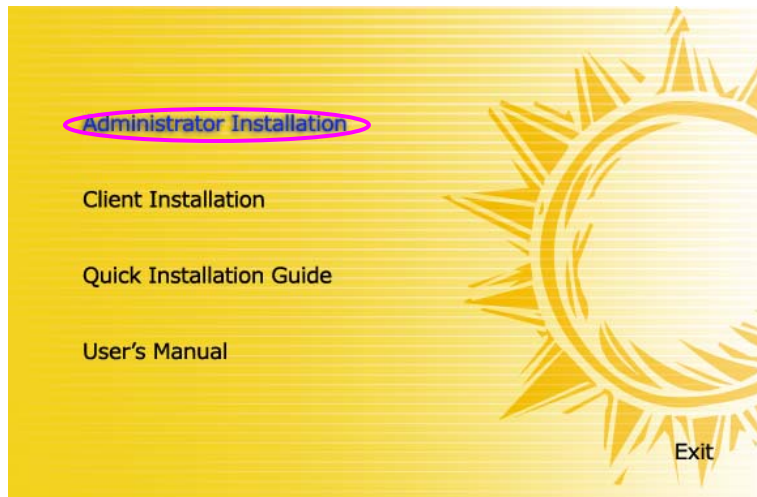 Administrator Installation
Client Installation
Quick Installation Guide
User’s Manual
Exit